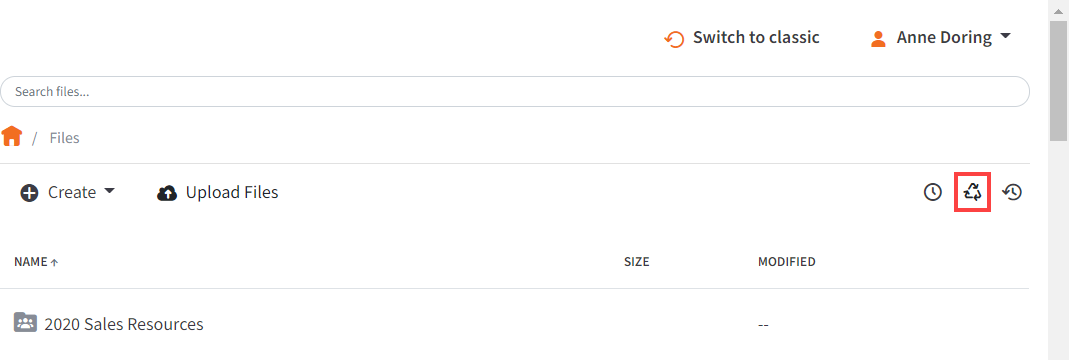 Switch to classic Anne Doring
Search files...
/ Files
Create Upload Files
NAME↑ SIZE MODIFIED
2020 Sales Resources --